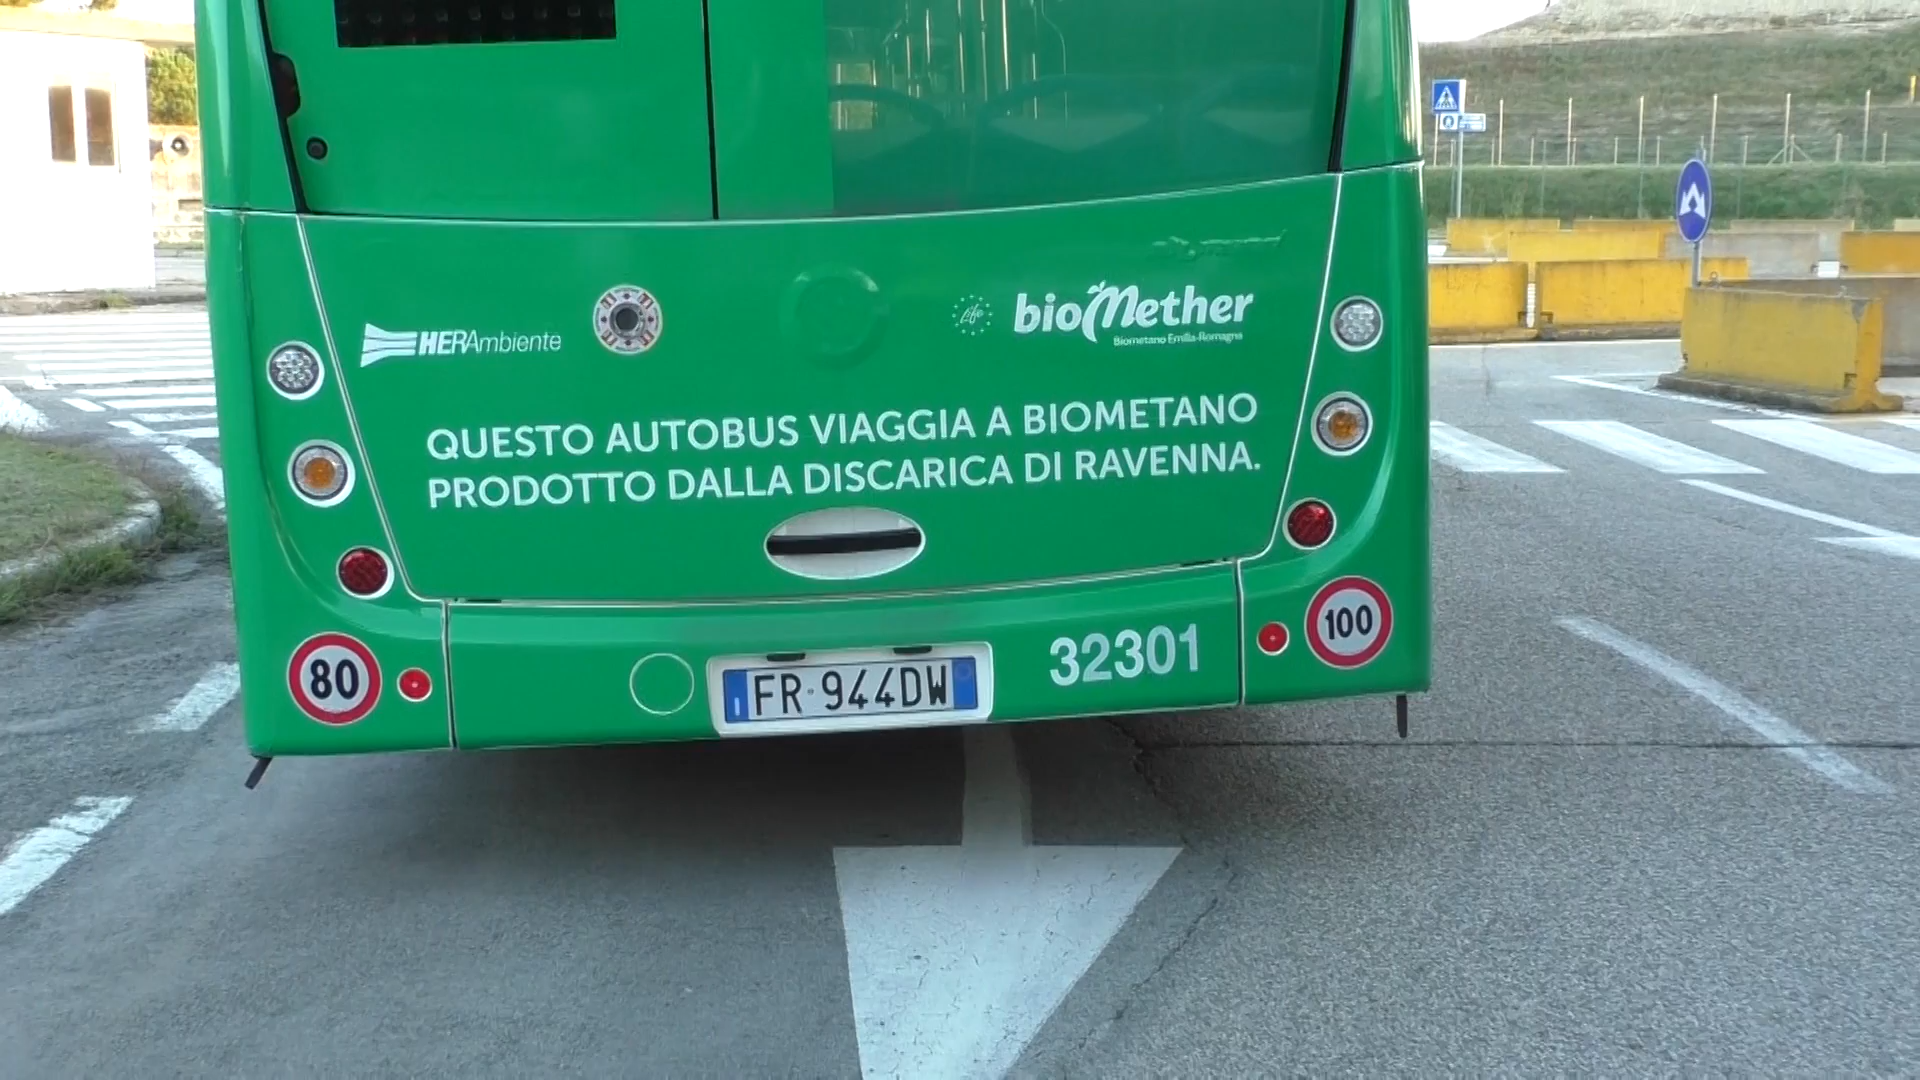 HERAmbiente
Life
bioMether
Biometano Emilia-Romagna
QUESTO AUTOBUS VIAGGIA A BIOMETANO
PRODOTTO DALLA DISCARICA DI RAVENNA.
80
FR 944DW
32301
100